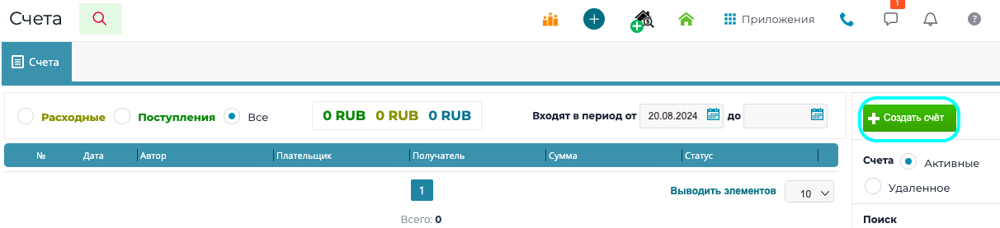 Счета
Приложения
1
?
Счета
Расходные Поступления Все
0 RUB 0 RUB 0 RUB
Входят в период от 20.08.2024 до
Создать счёт
№ Дата Автор Плательщик Получатель Сумма Статус
1
Выводить элементов 10
Всего: 0
Счета Активные
Удаленное
Поиск